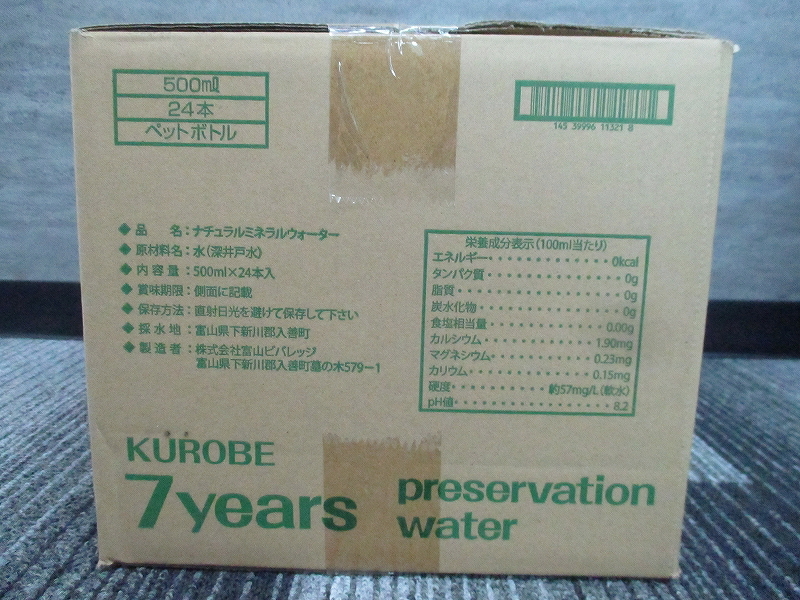 500mℓ
24本
ペットボトル
145 39996 11321 8
◆ 品　　名：ナチュラルミネラルウォーター
◆ 原材料名：水（深井戸水）
◆ 内 容 量：500ml×24本入
◆ 賞味期限：側面に記載
◆ 保存方法：直射日光を避けて保存して下さい
◆ 採 水 地：富山県下新川郡入善町
◆ 製 造 者：株式会社富山ビバレッジ
富山県下新川郡入善町墓の木579-1
栄養成分表示（100ml当たり）
エネルギー・・・・・・・・・・・・・0kcal
タンパク質・・・・・・・・・・・・・・0g
脂質・・・・・・・・・・・・・・・・・0g
炭水化物・・・・・・・・・・・・・・・0g
食塩相当量・・・・・・・・・・・・0.00g
カルシウム・・・・・・・・・・・1.90mg
マグネシウム・・・・・・・・・・0.23mg
カリウム・・・・・・・・・・・・0.15mg
硬度・・・・・・・・・約57mg/L（軟水）
pH値・・・・・・・・・・・・・・・・8.2
KUROBE
7years
preservation
water